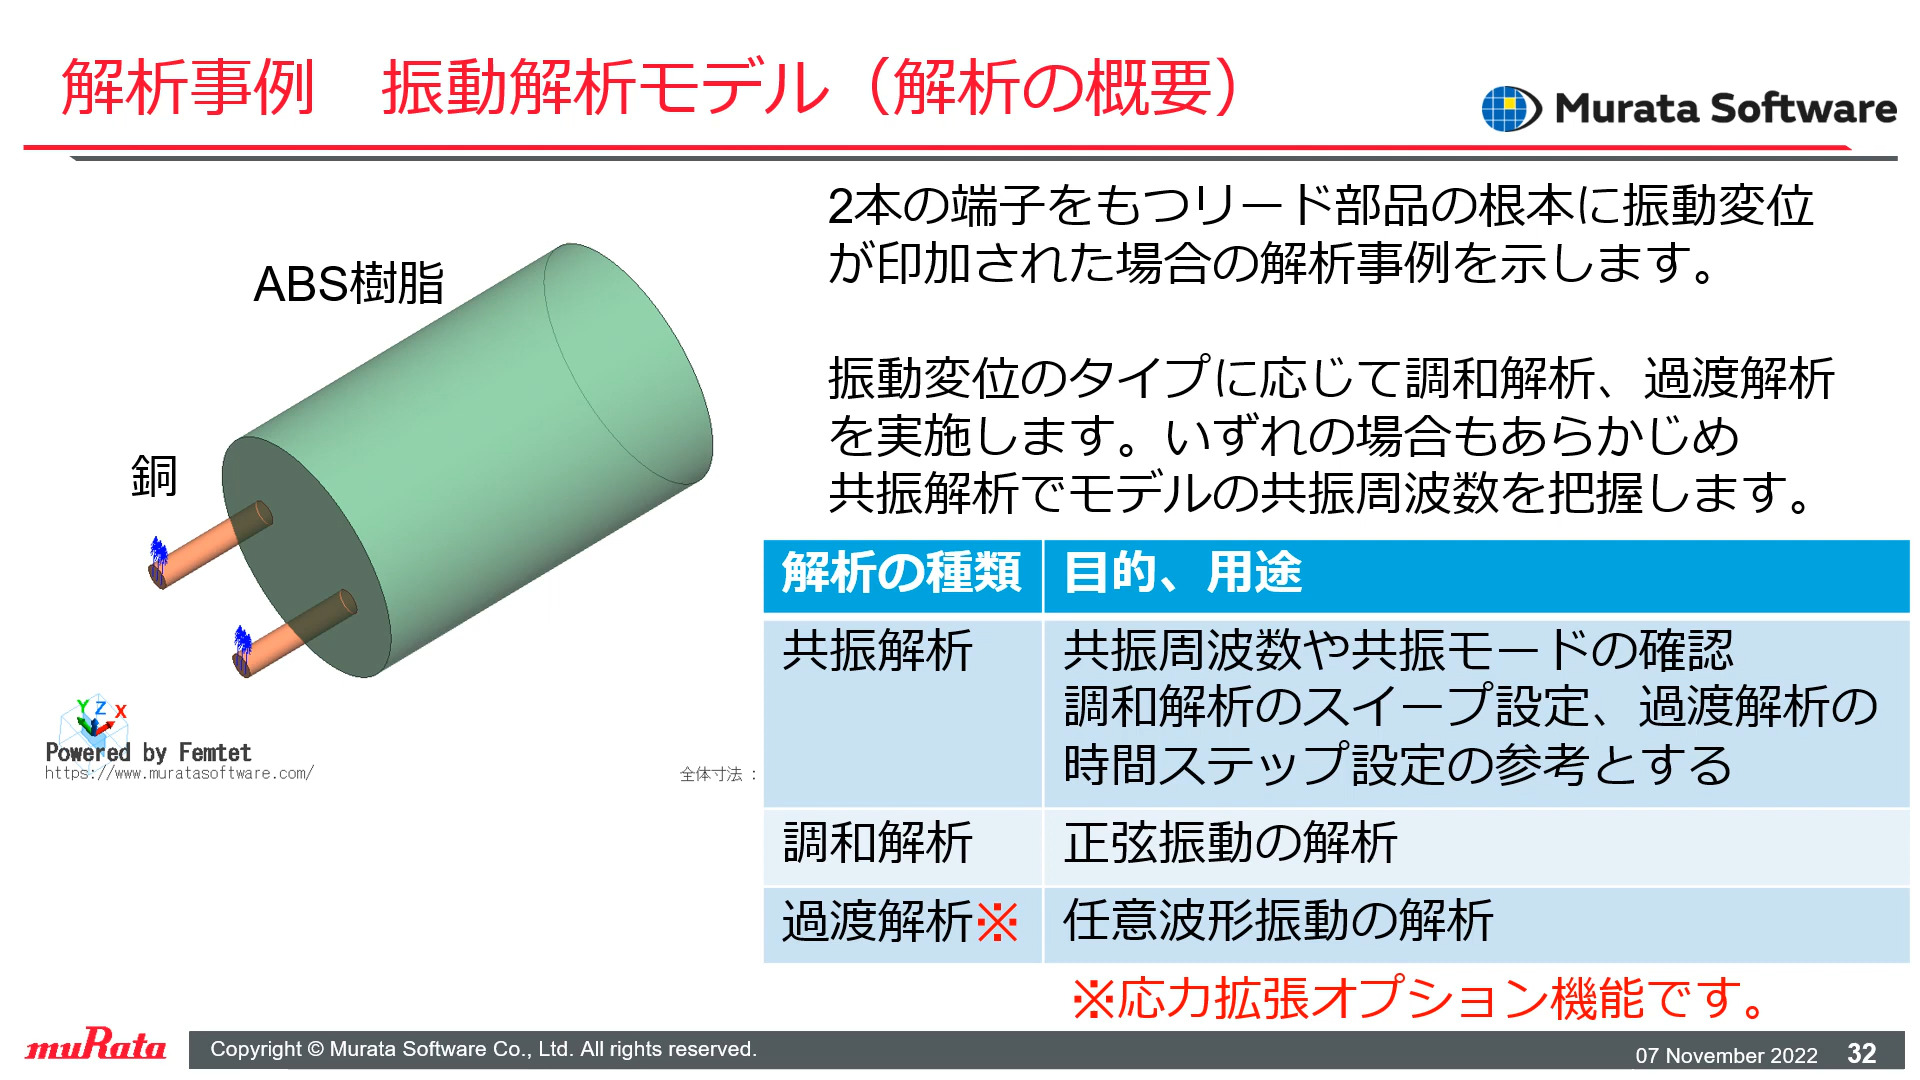 解析事例　振動解析モデル（解析の概要）
Murata Software
2本の端子をもつリード部品の根本に振動変位
が印加された場合の解析事例を示します。
振動変位のタイプに応じて調和解析、過渡解析
を実施します。いずれの場合もあらかじめ
共振解析でモデルの共振周波数を把握します。
ABS樹脂
銅
Y Z X
Powered by Femtet
https://www.muratasoftware.com/
全体寸法 :
解析の種類 目的、用途
共振解析 共振周波数や共振モードの確認
調和解析のスイープ設定、過渡解析の
時間ステップ設定の参考とする
調和解析 正弦振動の解析
過渡解析※ 任意波形振動の解析
※応力拡張オプション機能です。
muRata
Copyright © Murata Software Co., Ltd. All rights reserved.
07 November 2022 32